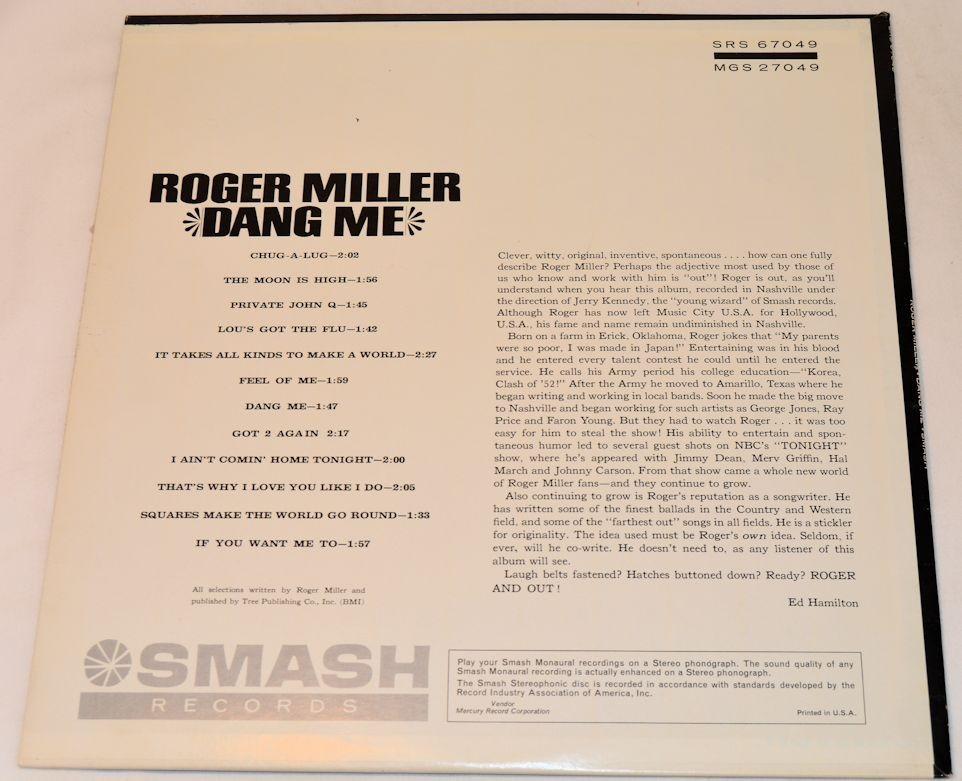 SRS 67049
MGS 27049
ROGER MILLER
DANG ME
CHUG-A-LUG—2:02
THE MOON IS HIGH—1:56
PRIVATE JOHN Q—1:45
LOU'S GOT THE FLU—1:42
IT TAKES ALL KINDS TO MAKE A WORLD—2:27
FEEL OF ME—1:59
DANG ME—1:47
GOT 2 AGAIN 2:17
I AIN'T COMIN' HOME TONIGHT—2:00
THAT'S WHY I LOVE YOU LIKE I DO—2:05
SQUARES MAKE THE WORLD GO ROUND—1:33
IF YOU WANT ME TO—1:57
All selections written by Roger Miller and
published by Tree Publishing Co., Inc. (BMI)
Clever, witty, original, inventive, spontaneous . . . . how can one fully
describe Roger Miller? Perhaps the adjective most used by those of
us who know and work with him is "out"! Roger is out, as you'll
understand when you hear this album, recorded in Nashville under
the direction of Jerry Kennedy, the "young wizard" of Smash records.
Although Roger has now left Music City U.S.A. for Hollywood,
U.S.A., his fame and name remain undiminished in Nashville.
Born on a farm in Erick, Oklahoma, Roger jokes that "My parents
were so poor, I was made in Japan!" Entertaining was in his blood
and he entered every talent contest he could until he entered the
service. He calls his Army period his college education—"Korea,
Clash of '52!" After the Army he moved to Amarillo, Texas where he
began writing and working in local bands. Soon he made the big move
to Nashville and began working for such artists as George Jones, Ray
Price and Faron Young. But they had to watch Roger . . . it was too
easy for him to steal the show! His ability to entertain and spon-
taneous humor led to several guest shots on NBC's "TONIGHT"
show, where he's appeared with Jimmy Dean, Merv Griffin, Hal
March and Johnny Carson. From that show came a whole new world
of Roger Miller fans—and they continue to grow.
Also continuing to grow is Roger's reputation as a songwriter. He
has written some of the finest ballads in the Country and Western
field, and some of the "farthest out" songs in all fields. He is a stickler
for originality. The idea used must be Roger's own idea. Seldom, if
ever, will he co-write. He doesn't need to, as any listener of this
album will see.
Laugh belts fastened? Hatches buttoned down? Ready? ROGER
AND OUT!
Ed Hamilton
SMASH
RECORDS
Play your Smash Monaural recordings on a Stereo phonógraph. The sound quality of any
Smash Monaural recording is actually enhanced on a Stereo phonograph.
The Smash Stereophonic disc is recorded in accordance with standards developed by the
Record Industry Association of America, Inc.
Vendor
Mercury Record Corporation
Printed in U.S.A.